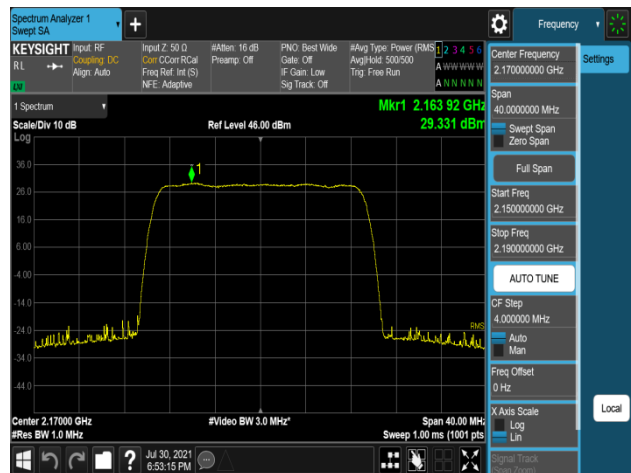 Spectrum Analyzer 1
Swept SA
Frequency
KEYSIGHT
RL
LXI
Input: RF
Coupling: DC
Align: Auto
Input Z: 50 Ω
Corr CCorr RCal
Freq Ref: Int (S)
NFE: Adaptive
#Atten: 16 dB
Preamp: Off
PNO: Best Wide
Gate: Off
IF Gain: Low
Sig Track: Off
#Avg Type: Power (RMS
Avg|Hold: 500/500
Trig: Free Run
1 2 3 4 5 6
A W W W W W
A N N N N N
1 Spectrum
Scale/Div 10 dB
Log
Ref Level 46.00 dBm
Mkr1 2.163 92 GHz
29.331 dBm
1
36.0
26.0
16.0
6.00
-4.00
-14.0
-24.0
-34.0
-44.0
RMS
Center 2.17000 GHz
#Res BW 1.0 MHz
#Video BW 3.0 MHz*
Span 40.00 MHz
Sweep 1.00 ms (1001 pts
Jul 30, 2021
6:53:15 PM
Center Frequency
2.170000000 GHz
Span
40.0000000 MHz
Swept Span
Zero Span
Full Span
Start Freq
2.150000000 GHz
Stop Freq
2.190000000 GHz
AUTO TUNE
CF Step
4.000000 MHz
Auto
Man
Freq Offset
0 Hz
X Axis Scale
Log
Lin
Signal Track
(Span Zoom)
Settings
Local